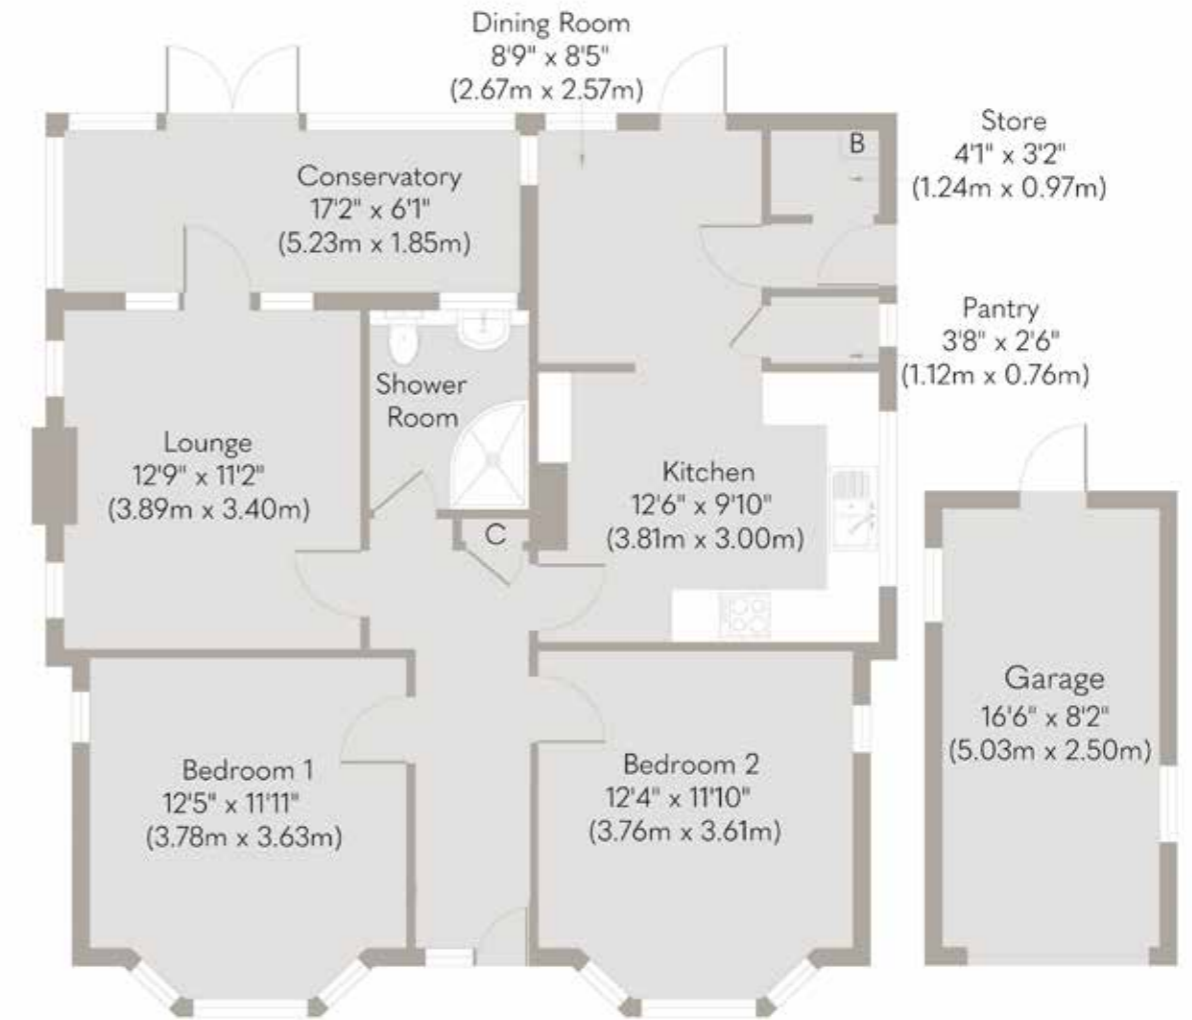 Dining Room
8'9" x 8'5"
(2.67m x 2.57m)
Store
4'1" x 3'2"
(1.24m x 0.97m)
B
Conservatory
17'2" x 6'1"
(5.23m x 1.85m)
Pantry
3'8" x 2'6"
(1.12m x 0.76m)
Shower
Room
Lounge
12'9" x 11'2"
(3.89m x 3.40m)
Kitchen
12'6" x 9'10"
(3.81m x 3.00m)
C
Garage
16'6" x 8'2"
(5.03m x 2.50m)
Bedroom 1
12'5" x 11'11"
(3.78m x 3.63m)
Bedroom 2
12'4" x 11'10"
(3.76m x 3.61m)